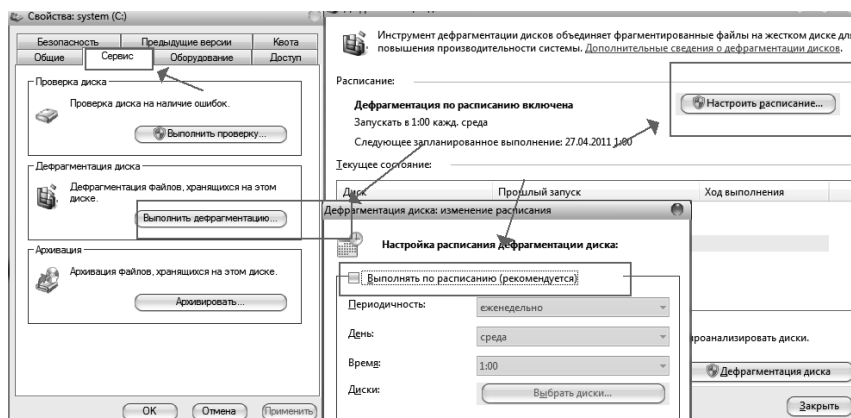 Свойства: system (C:)
Безопасность Предыдущие версии Квота
Общие Сервис Оборудование Доступ
Проверка диска
Проверка диска на наличие ошибок.
Выполнить проверку...
Дефрагментация диска
Дефрагментация файлов, хранящихся на этом
диске.
Выполнить дефрагментацию...
Архивация
Архивация файлов, хранящихся на этом диске.
Архивировать...
OK Отмена Применить
Инструмент дефрагментации дисков объединяет фрагментированные файлы на жестком диске для
повышения производительности системы. Дополнительные сведения о дефрагментации дисков.
Расписание:
Дефрагментация по расписанию включена
Запускать в 1:00 кажд. среда
Следующее запланированное выполнение: 27.04.2011 1:00
Настроить расписание...
Текущее состояние:
Диск Прошлый запуск Ход выполнения
Дефрагментация диска: изменение расписания
Настройка расписания дефрагментации диска:
Выполнять по расписанию (рекомендуется)
Периодичность: еженедельно
День: среда
Время: 1:00
Диски: Выбрать диски...
проанализировать диски.
Дефрагментация диска
Закрыть